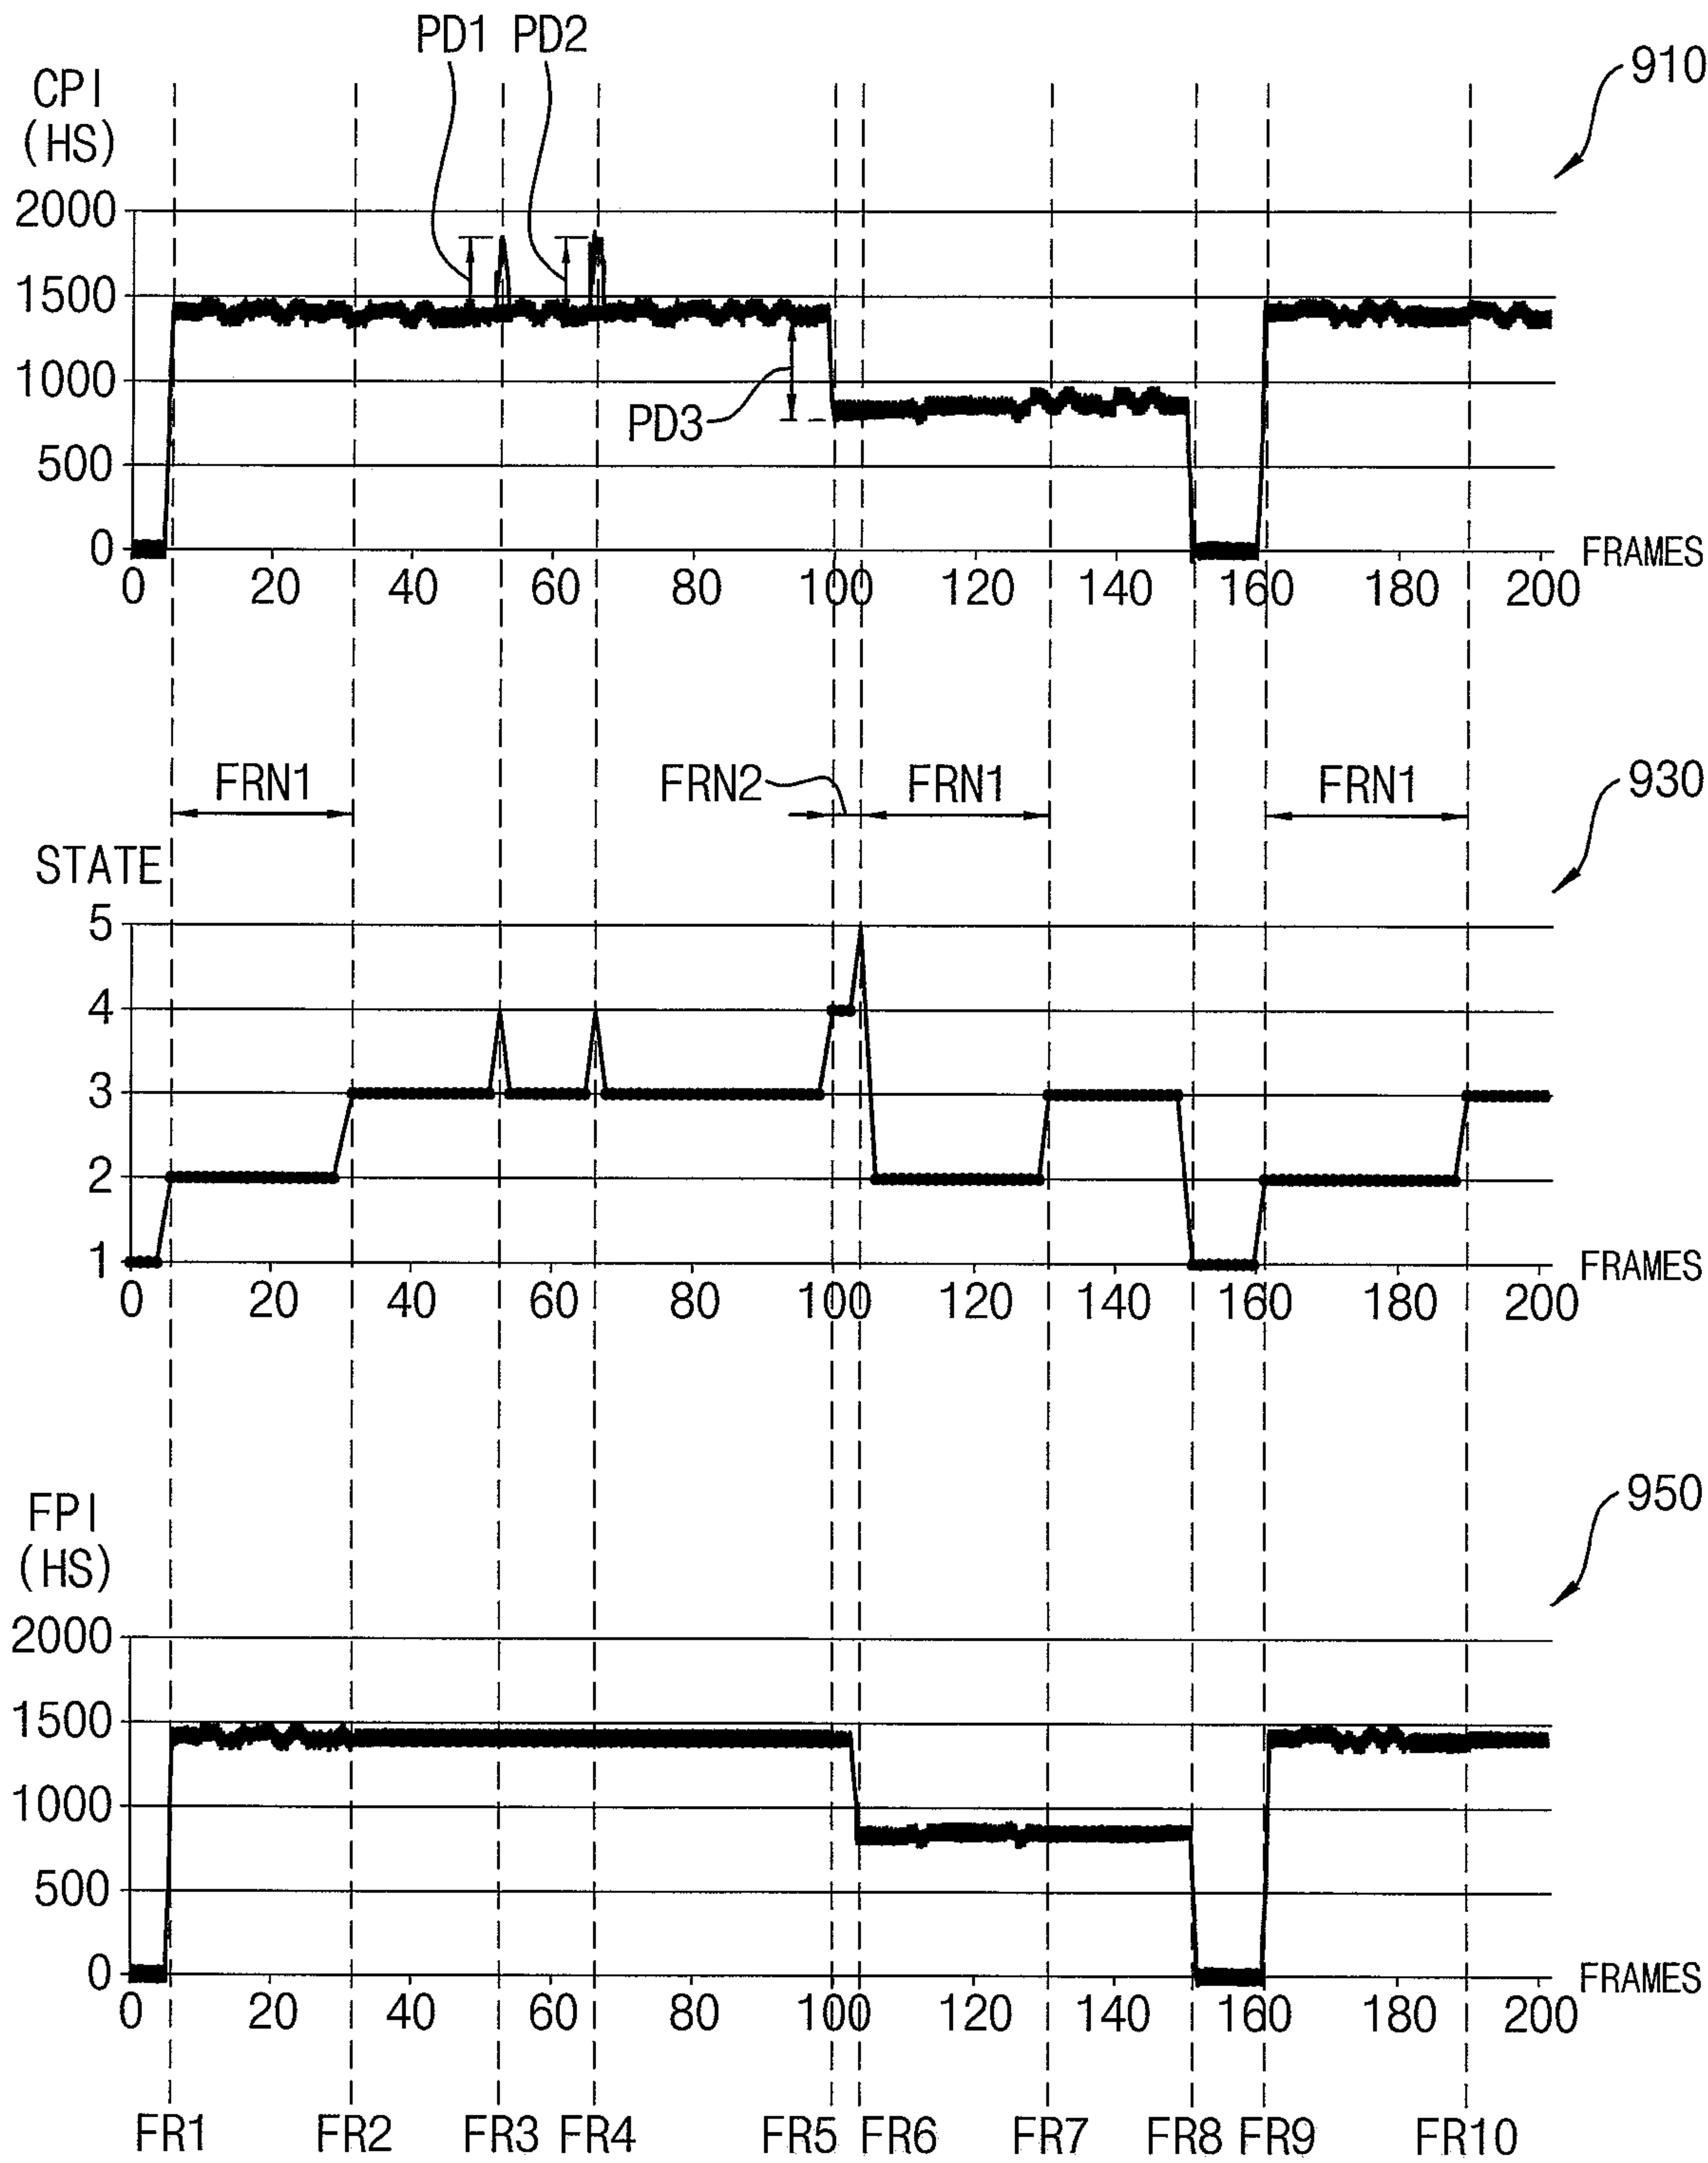 PD1 PD2
910
CPI
(HS)
2000
1500
1000
500
0
PD3
0 20 40 60 80 100 120 140 160 180 200
FRAMES
FRN1 FRN2 FRN1 FRN1
930
STATE
5
4
3
2
1
0 20 40 60 80 100 120 140 160 180 200
FRAMES
950
FPI
(HS)
2000
1500
1000
500
0
0 20 40 60 80 100 120 140 160 180 200
FRAMES
FR1 FR2 FR3 FR4 FR5 FR6 FR7 FR8 FR9 FR10